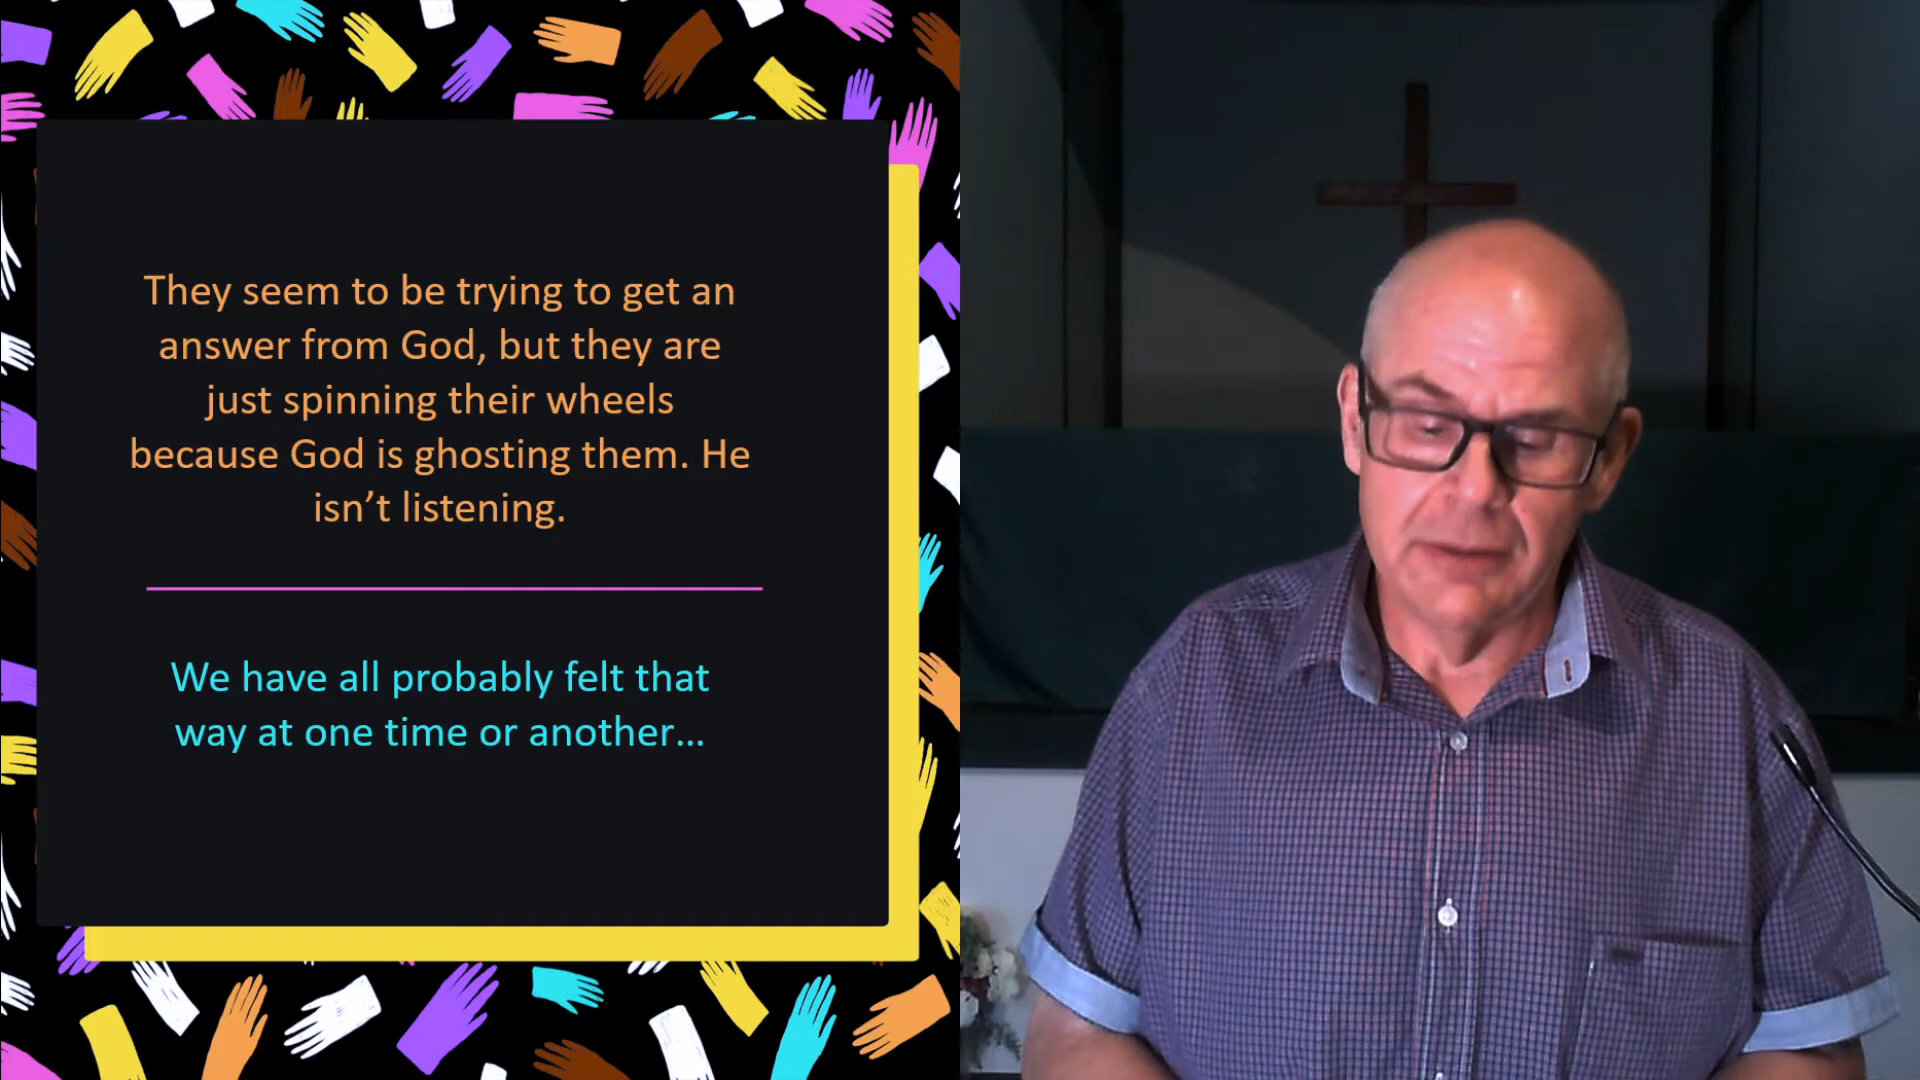 They seem to be trying to get an
answer from God, but they are
just spinning their wheels
because God is ghosting them. He
isn’t listening.
We have all probably felt that
way at one time or another…